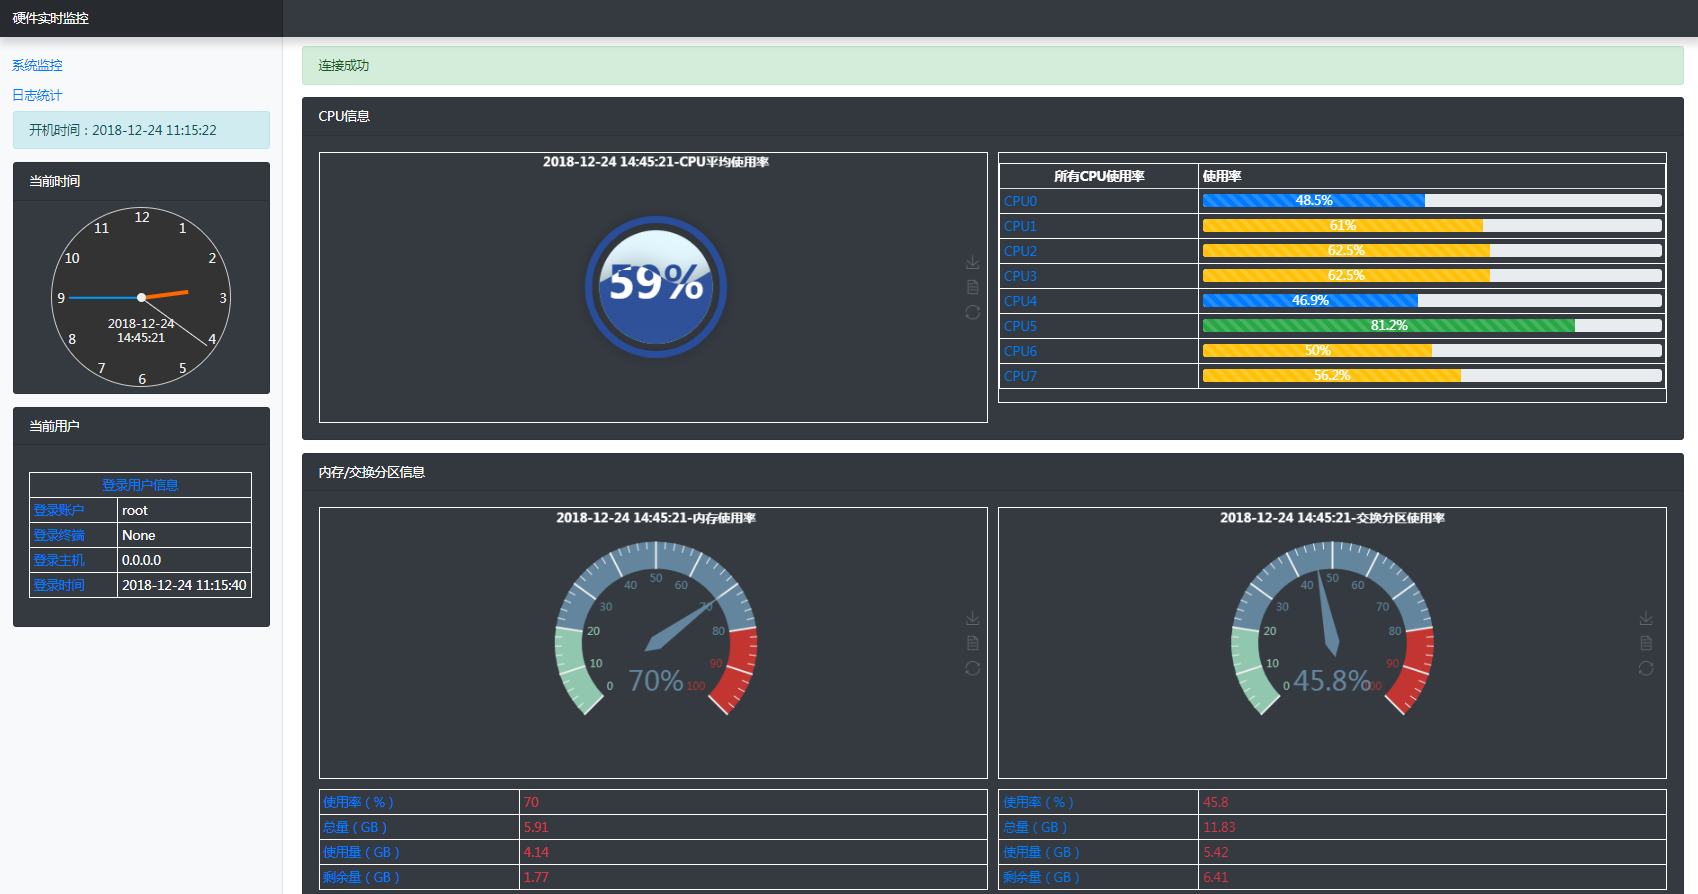 硬件实时监控
系统监控
日志统计
开机时间：2018-12-24 11:15:22
当前时间
12
11
1
10
2
9
3
2018-12-24
14:45:21
8
4
7
5
6
当前用户
登录用户信息
登录账户 root
登录终端 None
登录主机 0.0.0.0
登录时间 2018-12-24 11:15:40
连接成功
CPU信息
2018-12-24 14:45:21-CPU平均使用率
59%
所有CPU使用率 使用率
CPU0 48.5%
CPU1 61%
CPU2 62.5%
CPU3 62.5%
CPU4 46.9%
CPU5 81.2%
CPU6 50%
CPU7 56.2%
内存/交换分区信息
2018-12-24 14:45:21-内存使用率
50
40 60
30 70
20 80
10 90
0 70% 100
使用率（%） 70
总量（GB） 5.91
使用量（GB） 4.14
剩余量（GB） 1.77
2018-12-24 14:45:21-交换分区使用率
50
40 60
30 70
20 80
10 90
0 45.8% 100
使用率（%） 45.8
总量（GB） 11.83
使用量（GB） 5.42
剩余量（GB） 6.41